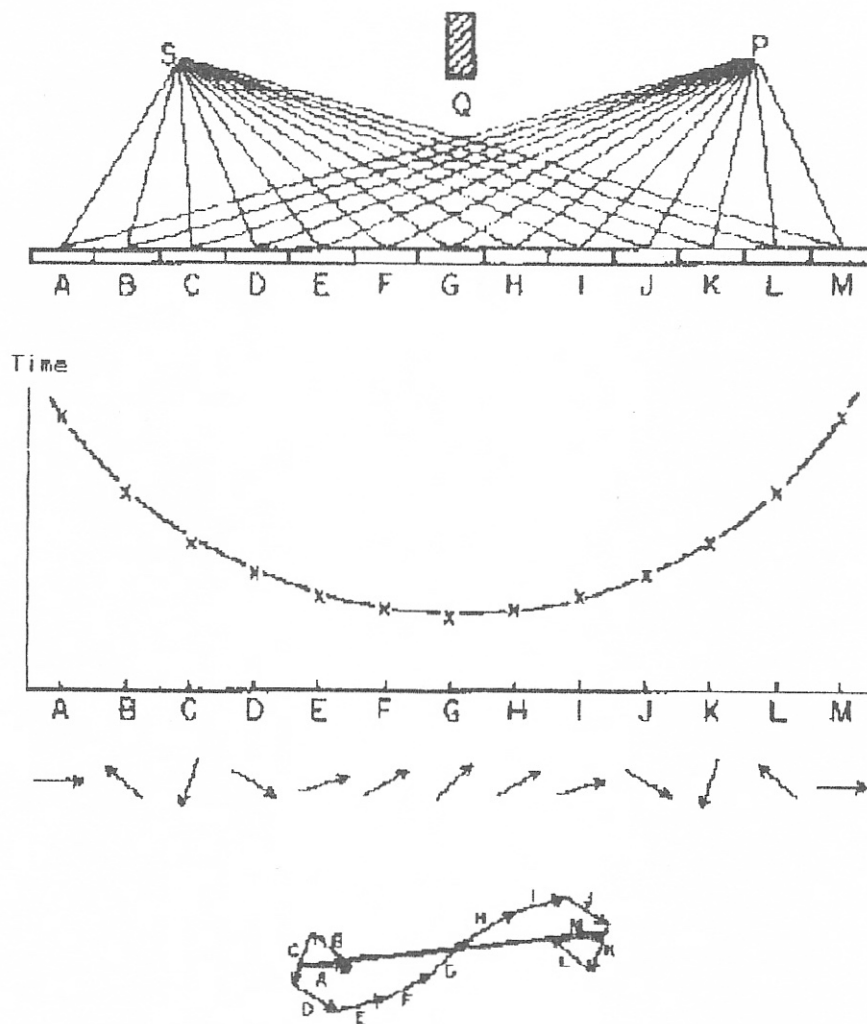 S P
Q
A B C D E F G H I J K L M
Time
A B C D E F G H I J K L M
H I J
C B M K
A L
G
D E F